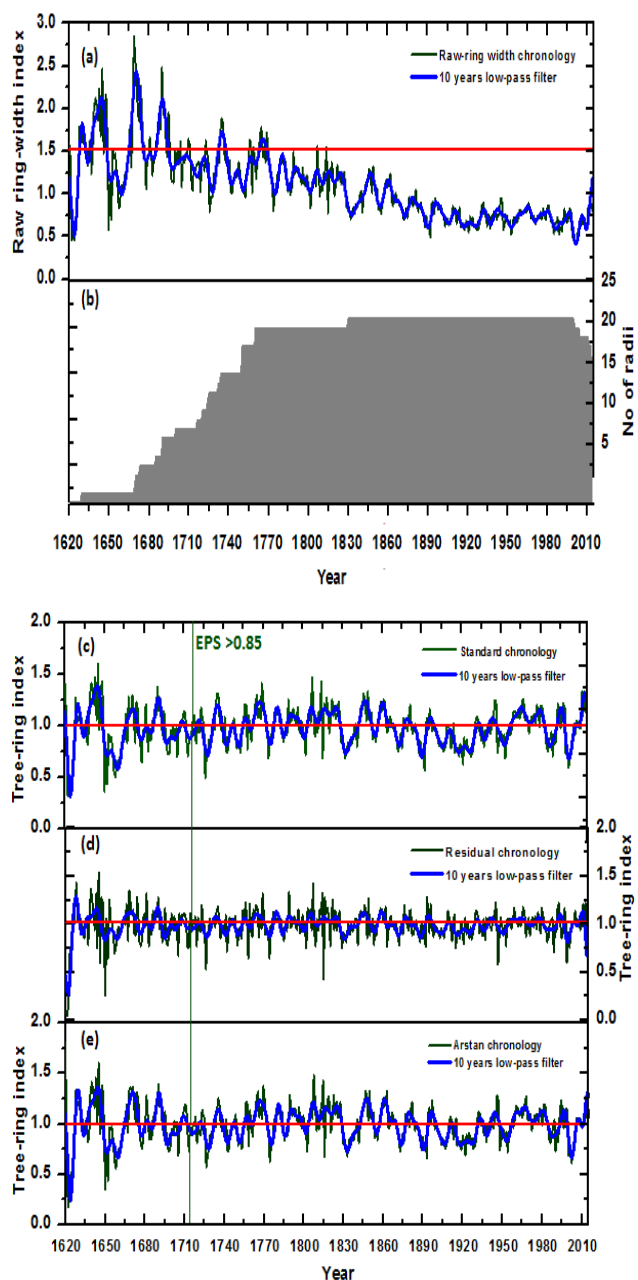 (a)
Raw-ring width chronology
10 years low-pass filter
Raw ring-width index
3.0
2.5
2.0
1.5
1.0
0.5
0.0
(b)
No of radii
25
20
15
10
5
1620 1650 1680 1710 1740 1770 1800 1830 1860 1890 1920 1950 1980 2010
Year
(c)
EPS >0.85
Standard chronology
10 years low-pass filter
Tree-ring index
2.0
1.5
1.0
0.5
0.0
(d)
Residual chronology
10 years low-pass filter
Tree-ring index
2.0
1.5
1.0
0.5
0.0
(e)
Arstan chronology
10 years low-pass filter
Tree-ring index
2.0
1.5
1.0
0.5
0.0
1620 1650 1680 1710 1740 1770 1800 1830 1860 1890 1920 1950 1980 2010
Year